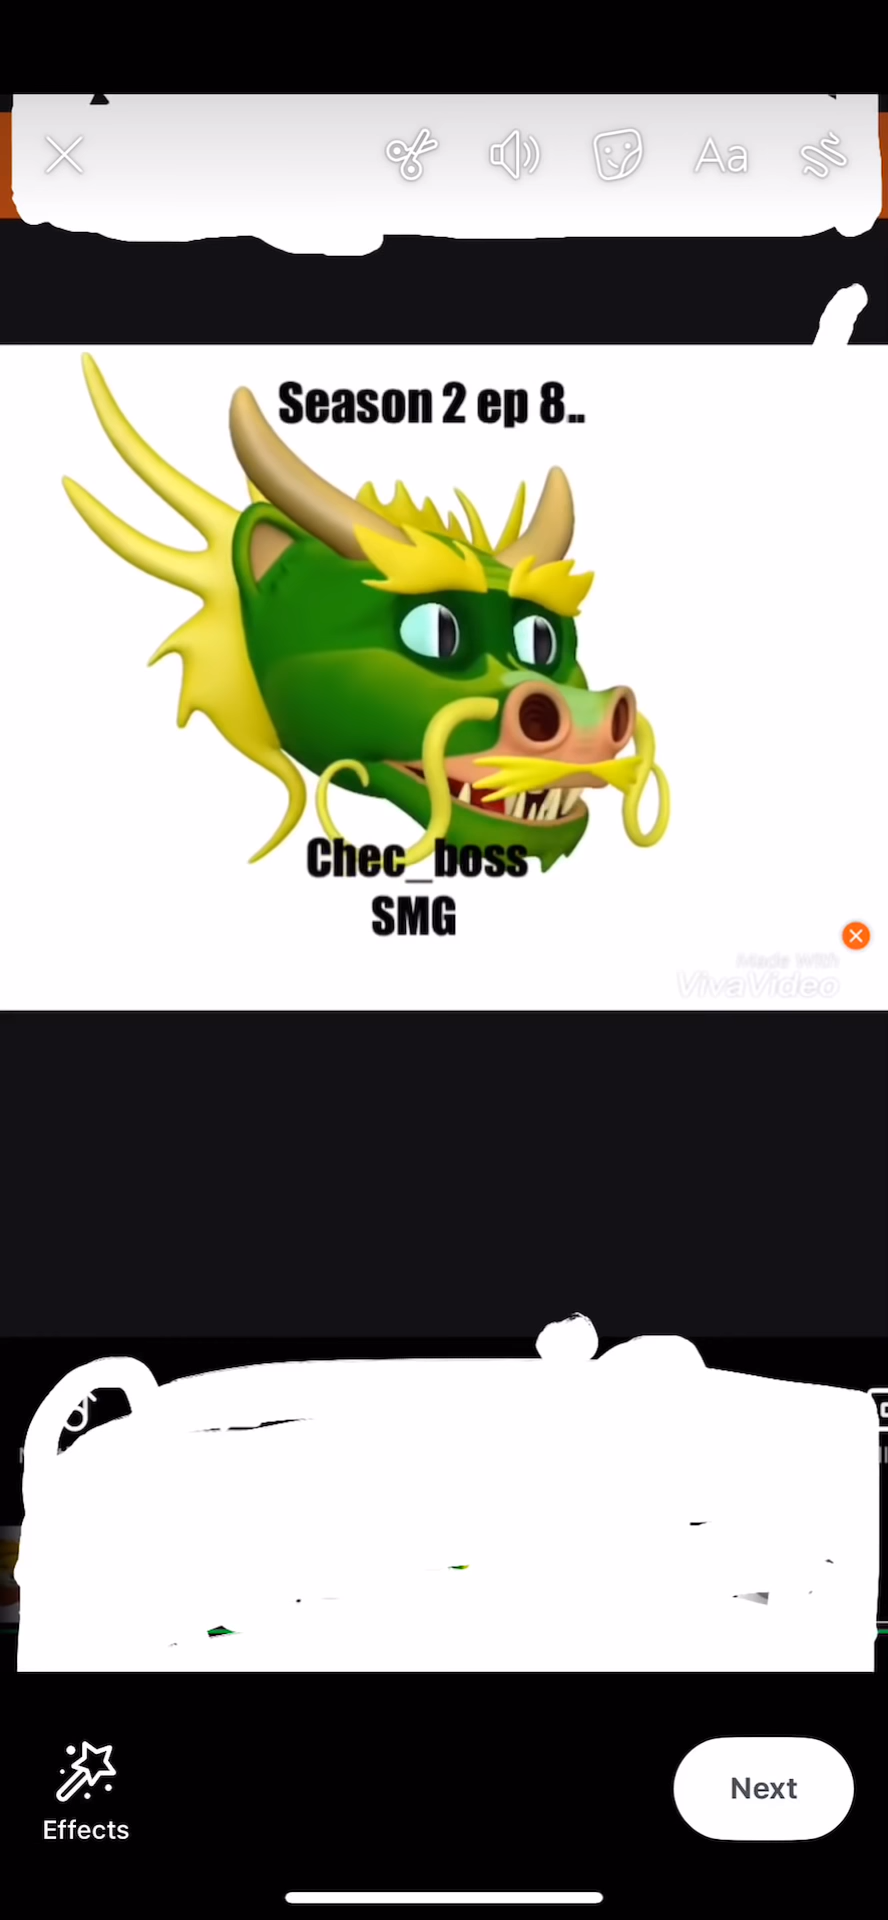 Aa
Season 2 ep 8..
Chec_boss
SMG
Made With
VivaVideo
Effects
Next